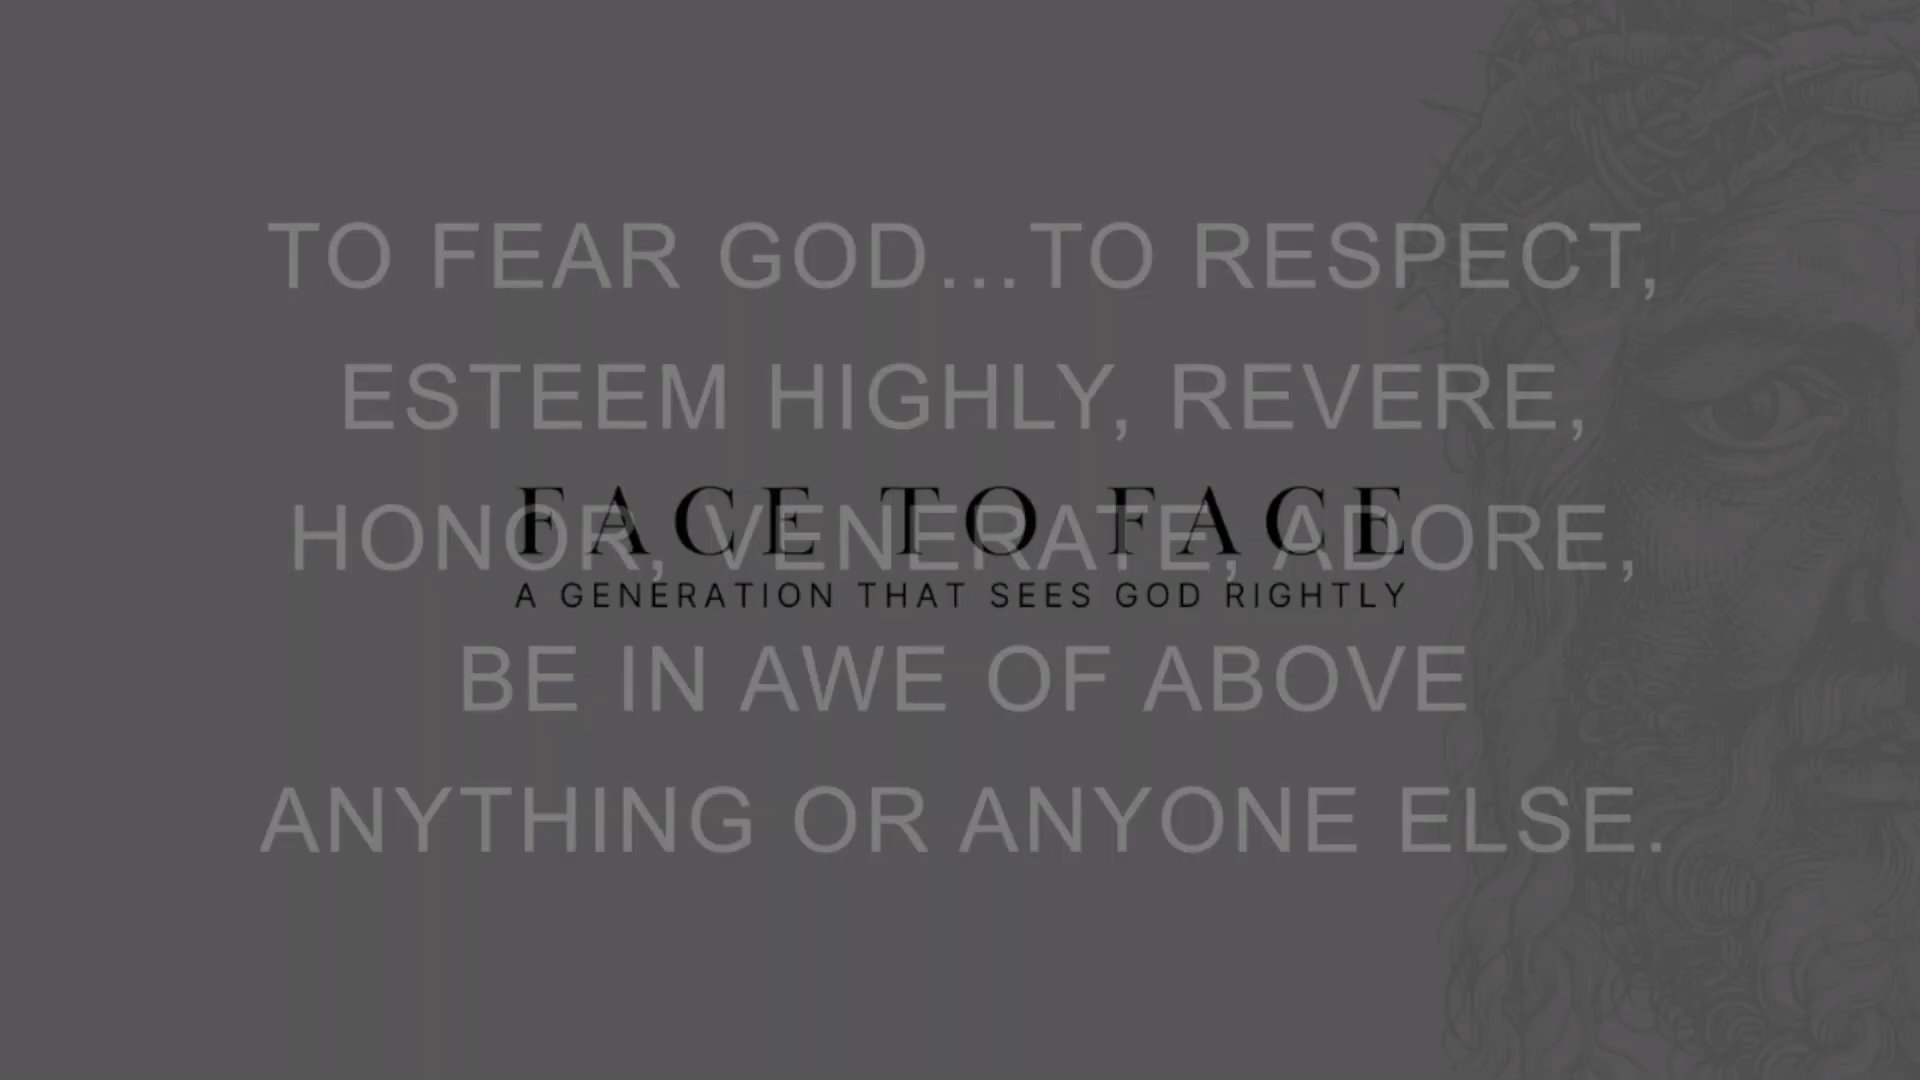 TO FEAR GOD...TO RESPECT,
ESTEEM HIGHLY, REVERE,
HONOR, VENERATE, ADORE,
BE IN AWE OF ABOVE
ANYTHING OR ANYONE ELSE.
FACE TO FACE
A GENERATION THAT SEES GOD RIGHTLY